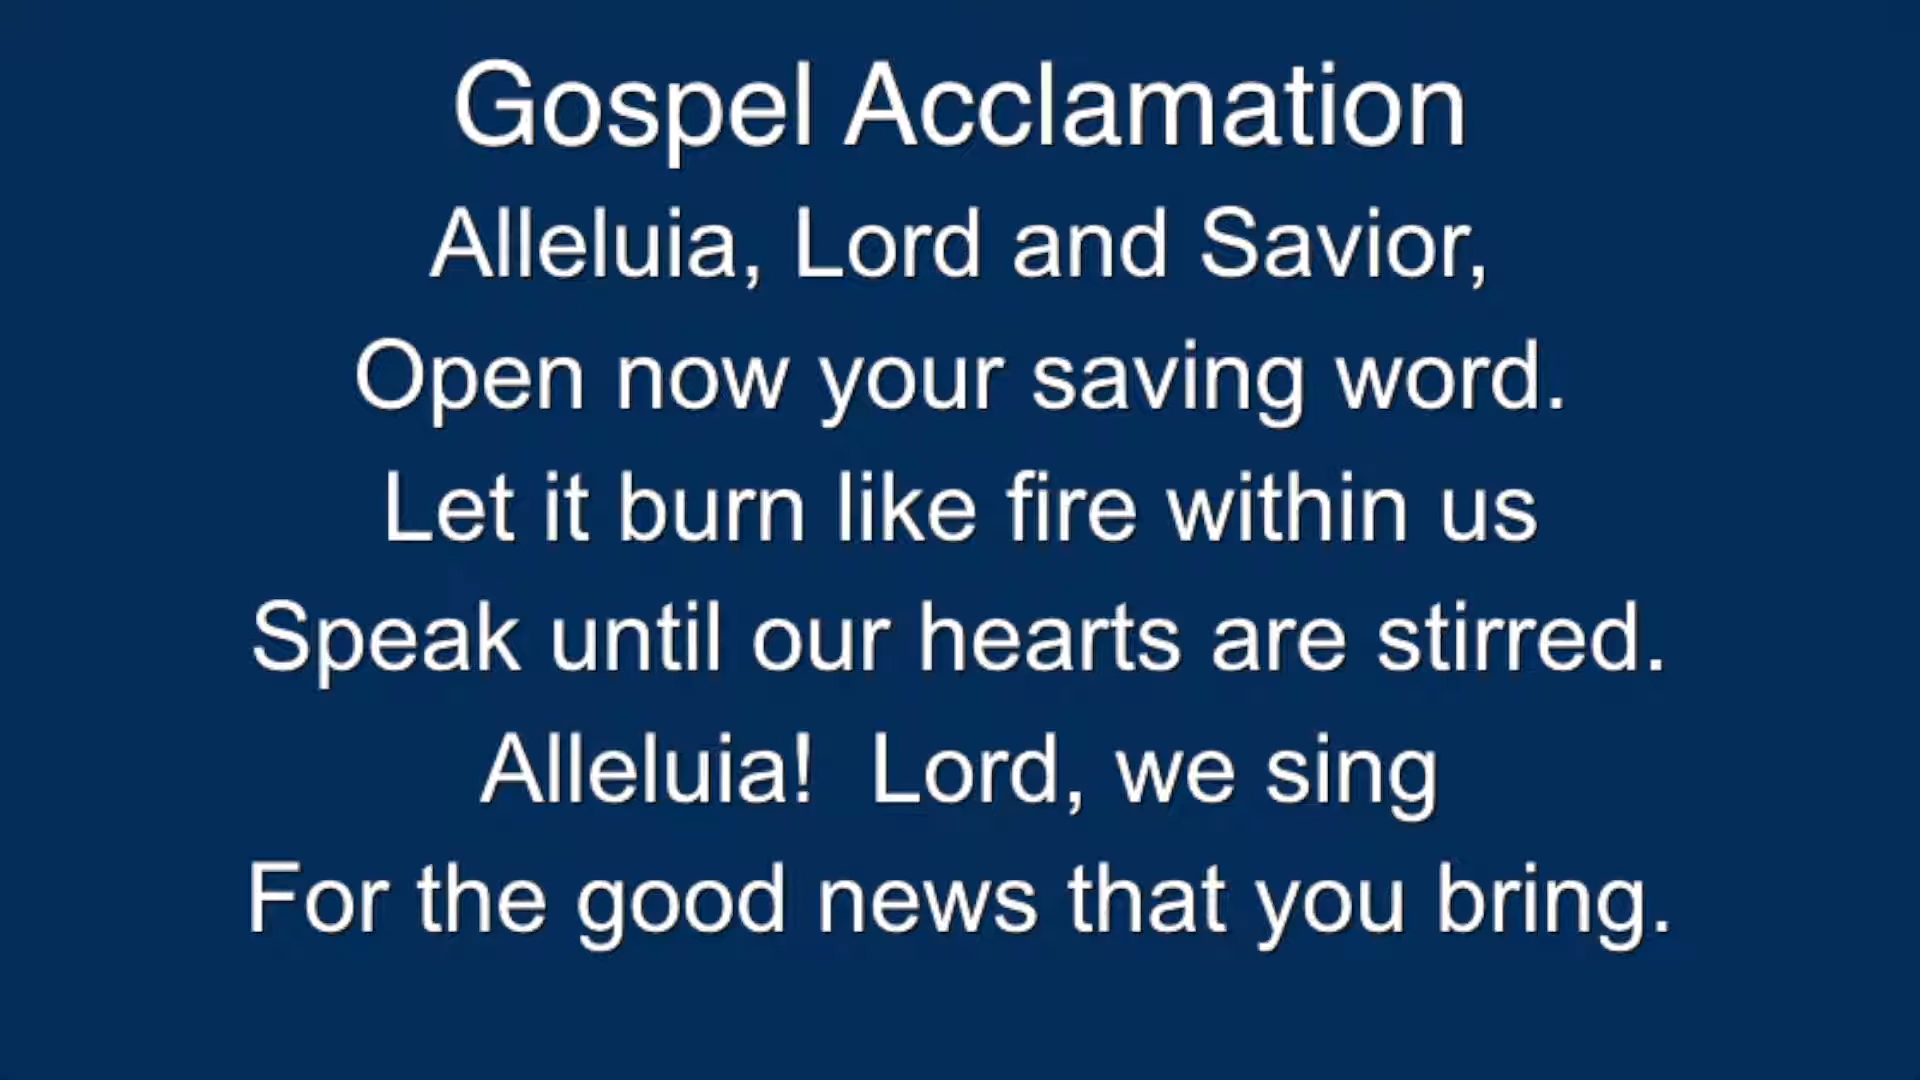 Gospel Acclamation
Alleluia, Lord and Savior,
Open now your saving word.
Let it burn like fire within us
Speak until our hearts are stirred.
Alleluia!  Lord, we sing
For the good news that you bring.